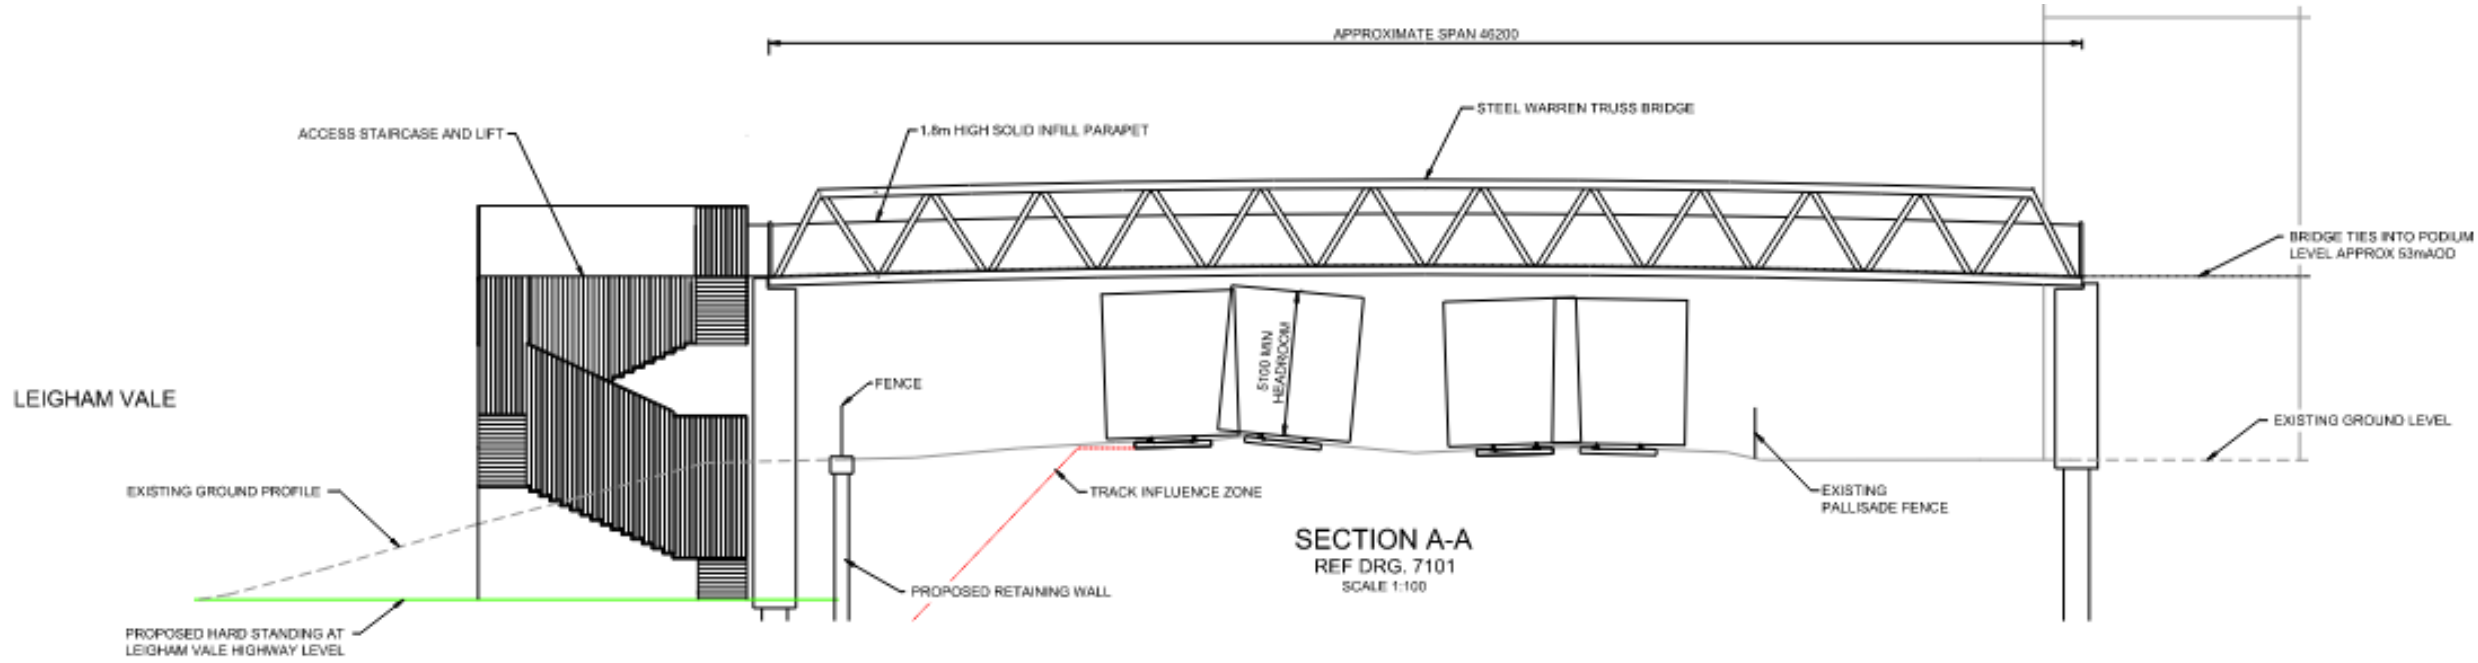 APPROXIMATE SPAN 46200
STEEL WARREN TRUSS BRIDGE
ACCESS STAIRCASE AND LIFT
1.8m HIGH SOLID INFILL PARAPET
BRIDGE TIES INTO PODIUM
LEVEL APPROX 53mAOD
5100 MIN
HEADROOM
FENCE
LEIGHAM VALE
EXISTING GROUND LEVEL
EXISTING GROUND PROFILE
TRACK INFLUENCE ZONE
EXISTING
PALLISADE FENCE
SECTION A-A
REF DRG. 7101
SCALE 1:100
PROPOSED RETAINING WALL
PROPOSED HARD STANDING AT
LEIGHAM VALE HIGHWAY LEVEL